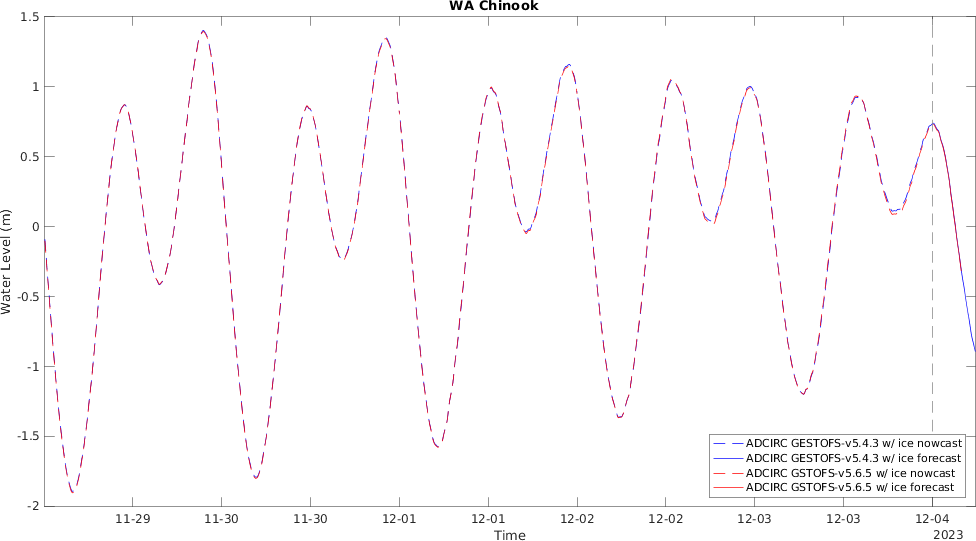 WA Chinook
Water Level (m)
1.5
1
0.5
0
-0.5
-1
-1.5
-2
ADCIRC GESTOFS-v5.4.3 w/ ice nowcast
ADCIRC GESTOFS-v5.4.3 w/ ice forecast
ADCIRC GSTOFS-v5.6.5 w/ ice nowcast
ADCIRC GSTOFS-v5.6.5 w/ ice forecast
11-29 11-30 11-30 12-01 12-01 12-02 12-02 12-03 12-03 12-04
Time
2023